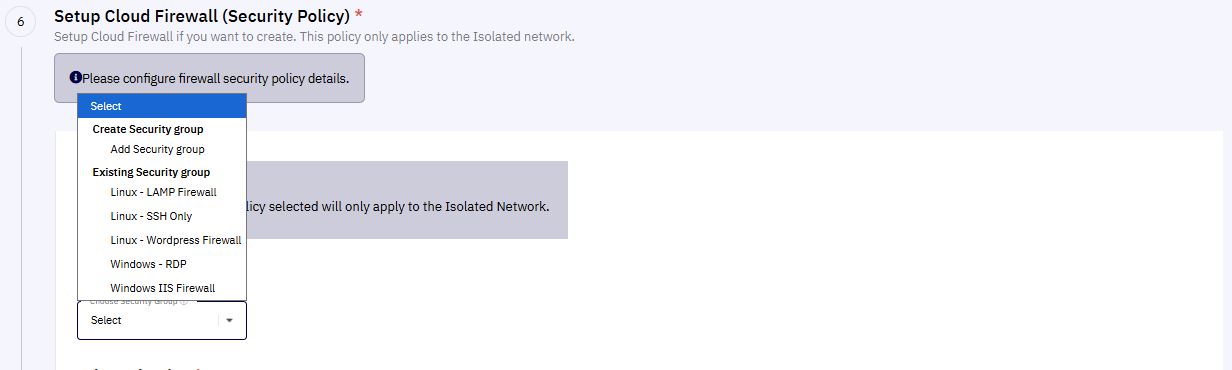 6
Setup Cloud Firewall (Security Policy) *
Setup Cloud Firewall if you want to create. This policy only applies to the Isolated network.
Please configure firewall security policy details.
Select
Create Security group
Add Security group
Existing Security group
Linux - LAMP Firewall
licy selected will only apply to the Isolated Network.
Linux - SSH Only
Linux - Wordpress Firewall
Windows - RDP
Windows IIS Firewall
Choose Security Group
Select